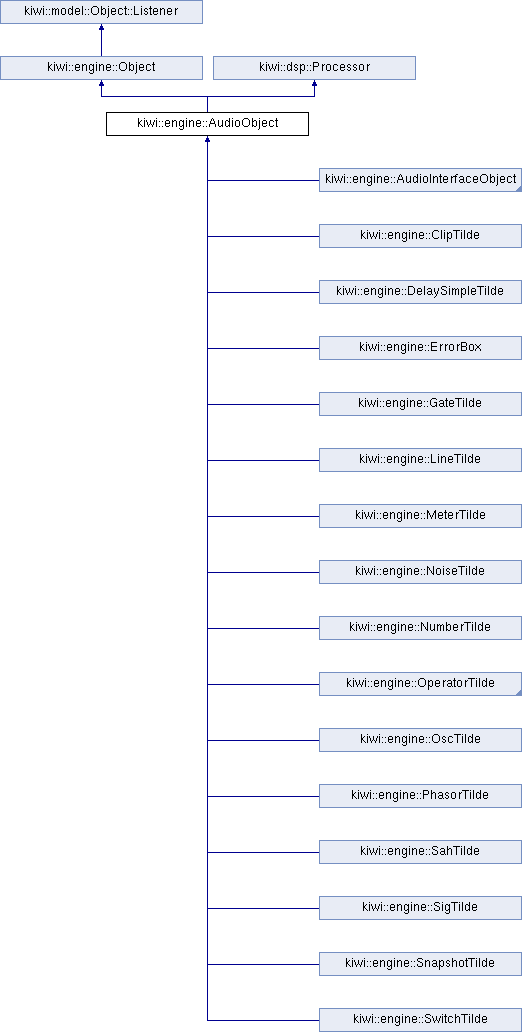 kiwi::model::Object::Listener
kiwi::engine::Object
kiwi::dsp::Processor
kiwi::engine::AudioObject
kiwi::engine::AudioInterfaceObject
kiwi::engine::ClipTilde
kiwi::engine::DelaySimpleTilde
kiwi::engine::ErrorBox
kiwi::engine::GateTilde
kiwi::engine::LineTilde
kiwi::engine::MeterTilde
kiwi::engine::NoiseTilde
kiwi::engine::NumberTilde
kiwi::engine::OperatorTilde
kiwi::engine::OscTilde
kiwi::engine::PhasorTilde
kiwi::engine::SahTilde
kiwi::engine::SigTilde
kiwi::engine::SnapshotTilde
kiwi::engine::SwitchTilde